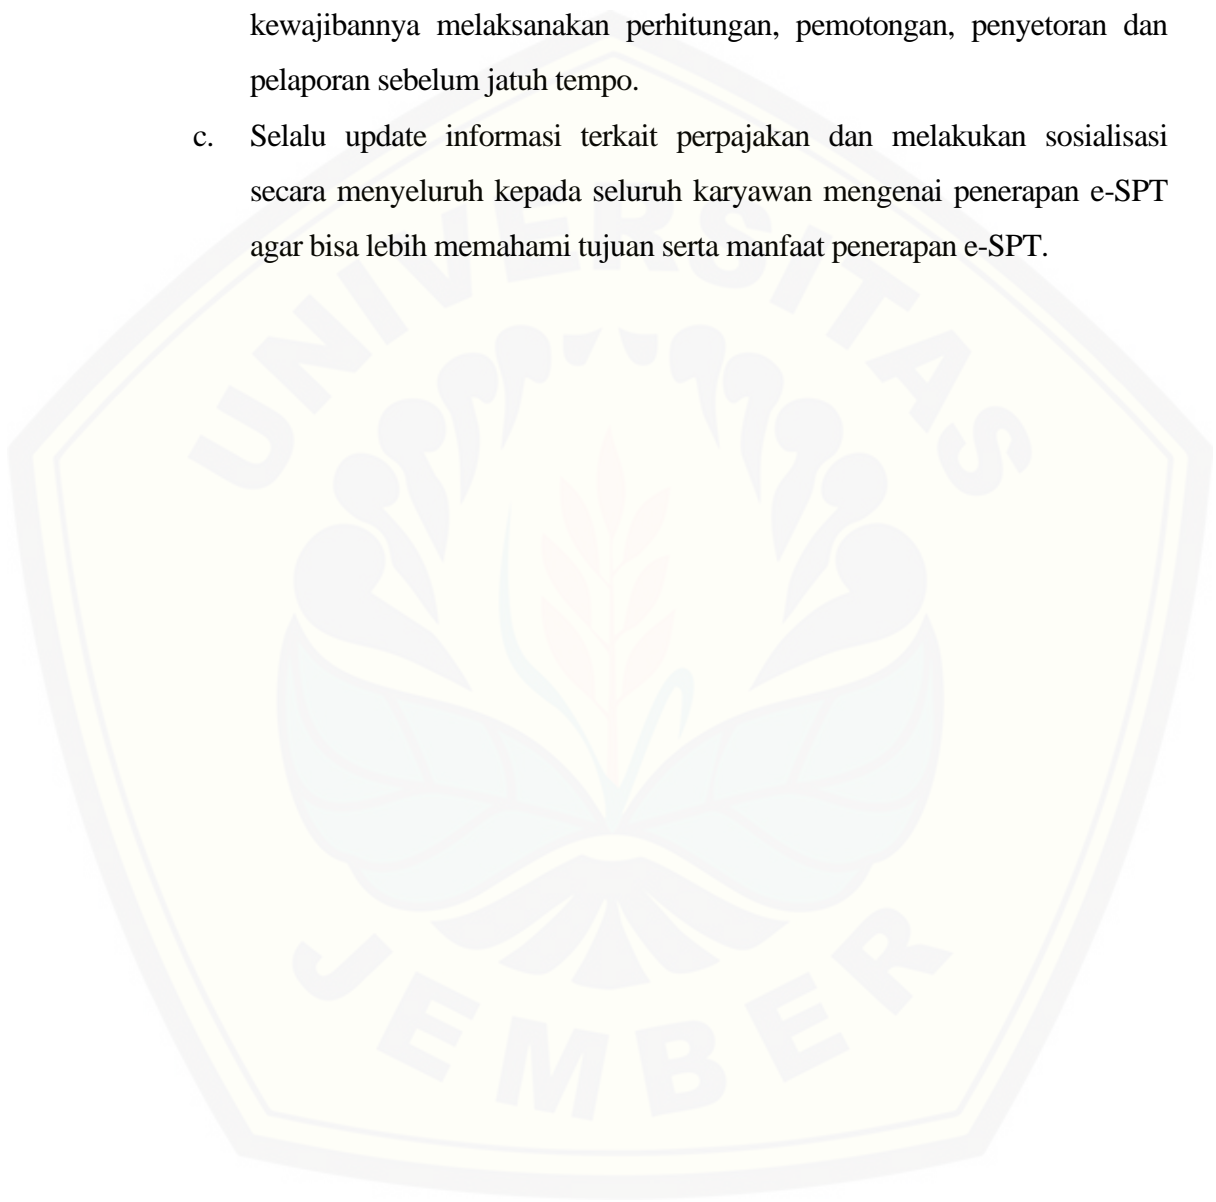 kewajibannya melaksanakan perhitungan, pemotongan, penyetoran dan
pelaporan sebelum jatuh tempo.
c. Selalu update informasi terkait perpajakan dan melakukan sosialisasi
secara menyeluruh kepada seluruh karyawan mengenai penerapan e-SPT
agar bisa lebih memahami tujuan serta manfaat penerapan e-SPT.
UNIVERSITAS
JEMBER